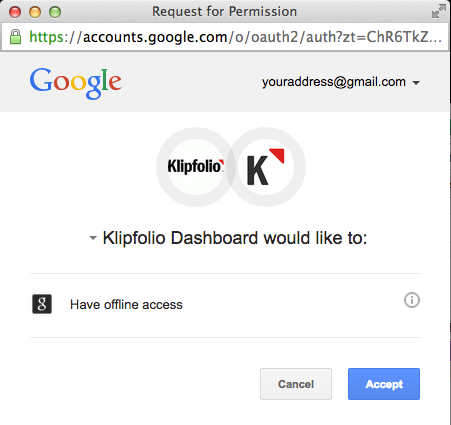 Request for Permission
https://accounts.google.com/o/oauth2/auth?zt=ChR6TkZ...
Google
youraddress@gmail.com
Klipfolio
K
Klipfolio Dashboard would like to:
g
Have offline access
i
Cancel
Accept